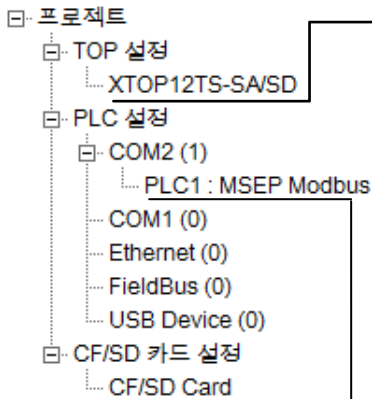 프로젝트
TOP 설정
XTOP12TS-SA/SD
PLC 설정
COM2 (1)
PLC1 : MSEP Modbus
COM1 (0)
Ethernet (0)
FieldBus (0)
USB Device (0)
CF/SD 카드 설정
CF/SD Card